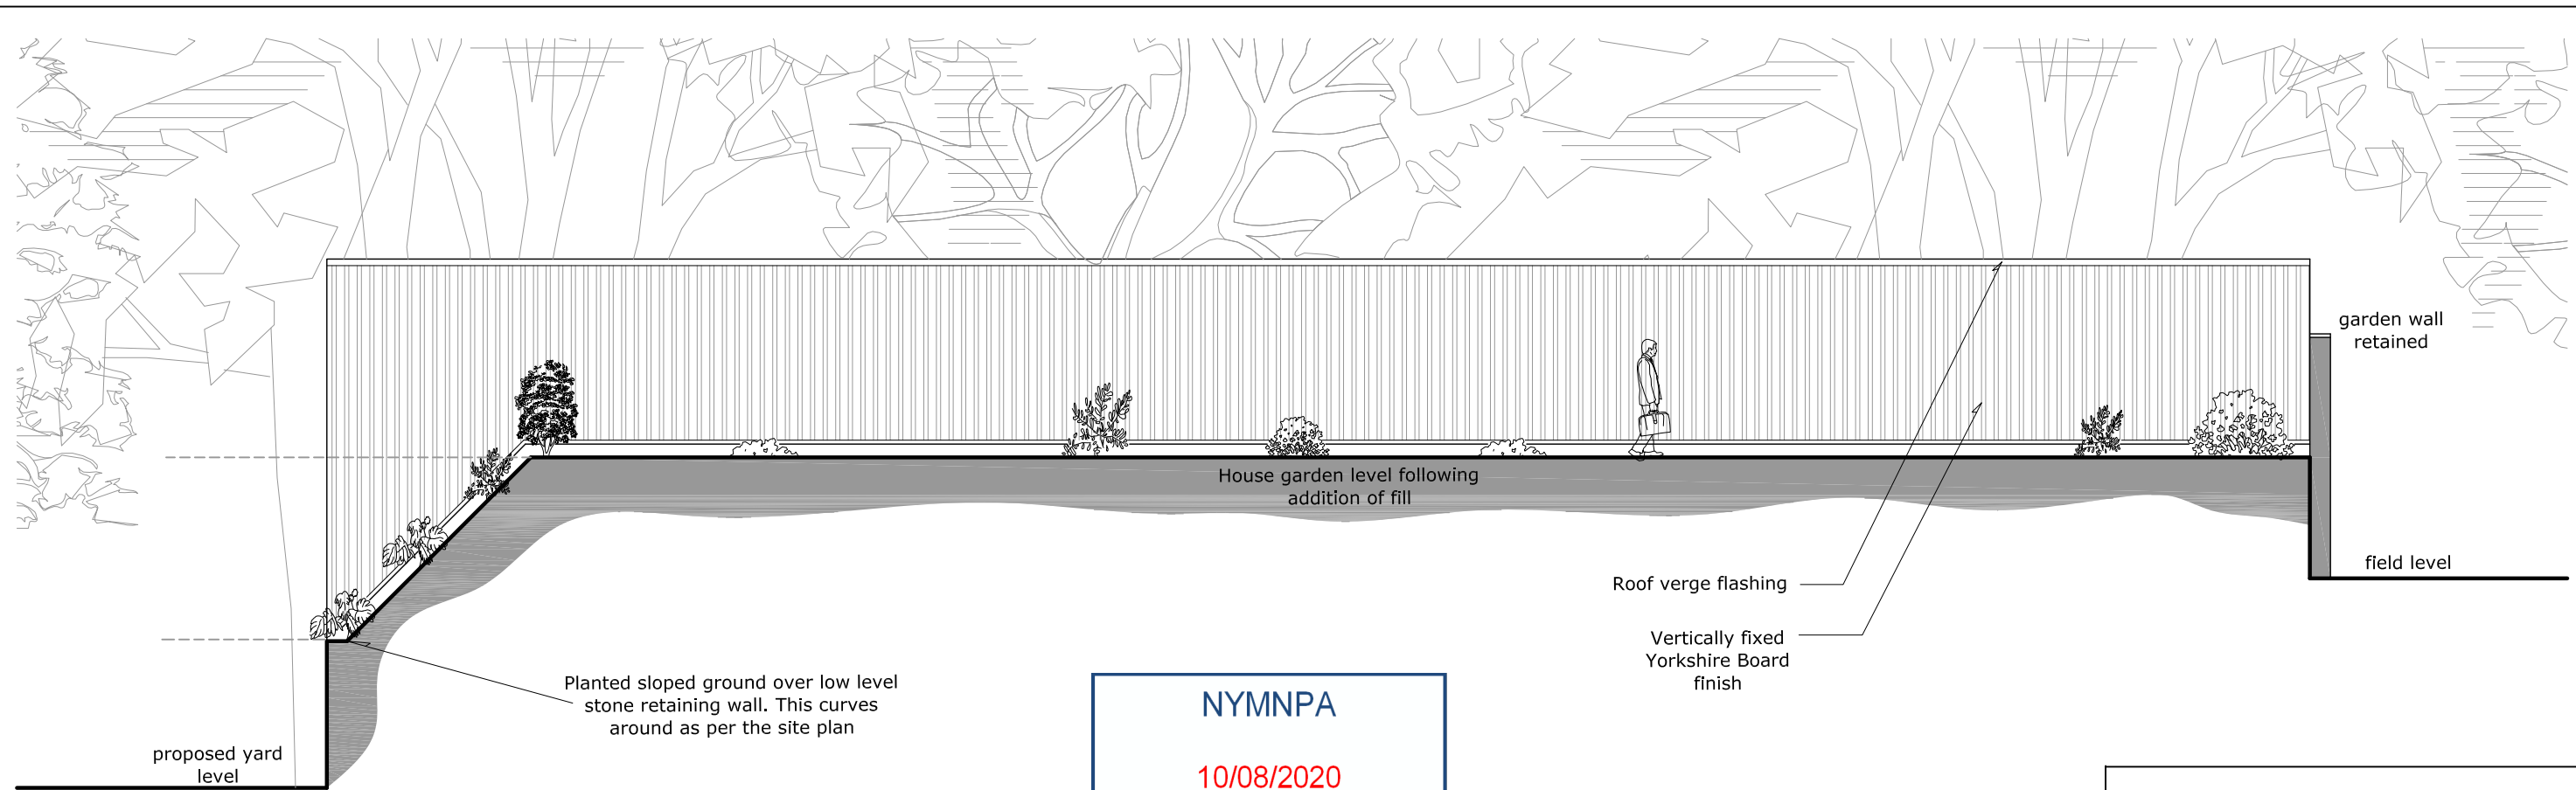 garden wall
retained
House garden level following
addition of fill
field level
Roof verge flashing
Vertically fixed
Yorkshire Board
finish
Planted sloped ground over low level
stone retaining wall. This curves
around as per the site plan
proposed yard
level
NYMNPA
10/08/2020